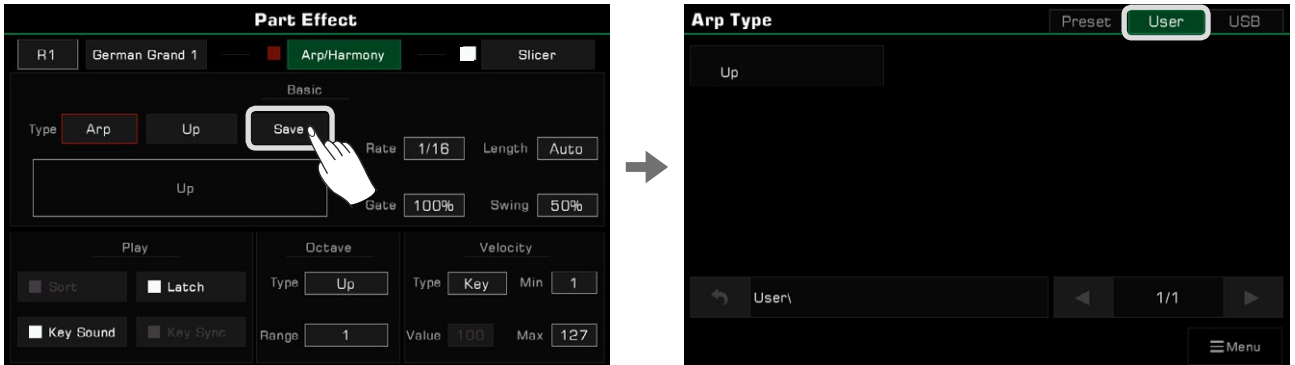 Part Effect
R1 German Grand 1 Arp/Harmony Slicer
Basic
Type Arp Up Save
Rate 1/16 Length Auto
Up
Gate 100% Swing 50%
Play Octave Velocity
Sort Latch Type Up Type Key Min 1
Key Sound Key Sync Range 1 Value 100 Max 127
Arp Type Preset User USB
Up
User\ 1/1
Menu